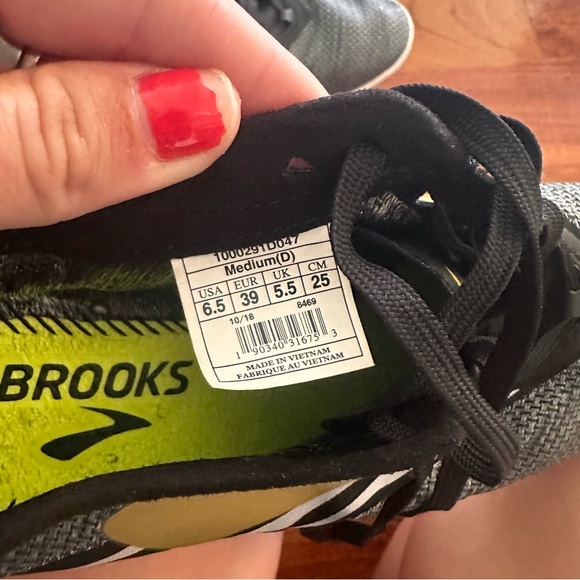 1000291D047
Medium(D)
USA EUR UK CM
6.5 39 5.5 25
10/18 8469
1 90340 31675 3
MADE IN VIETNAM
FABRIQUE AU VIETNAM
BROOKS